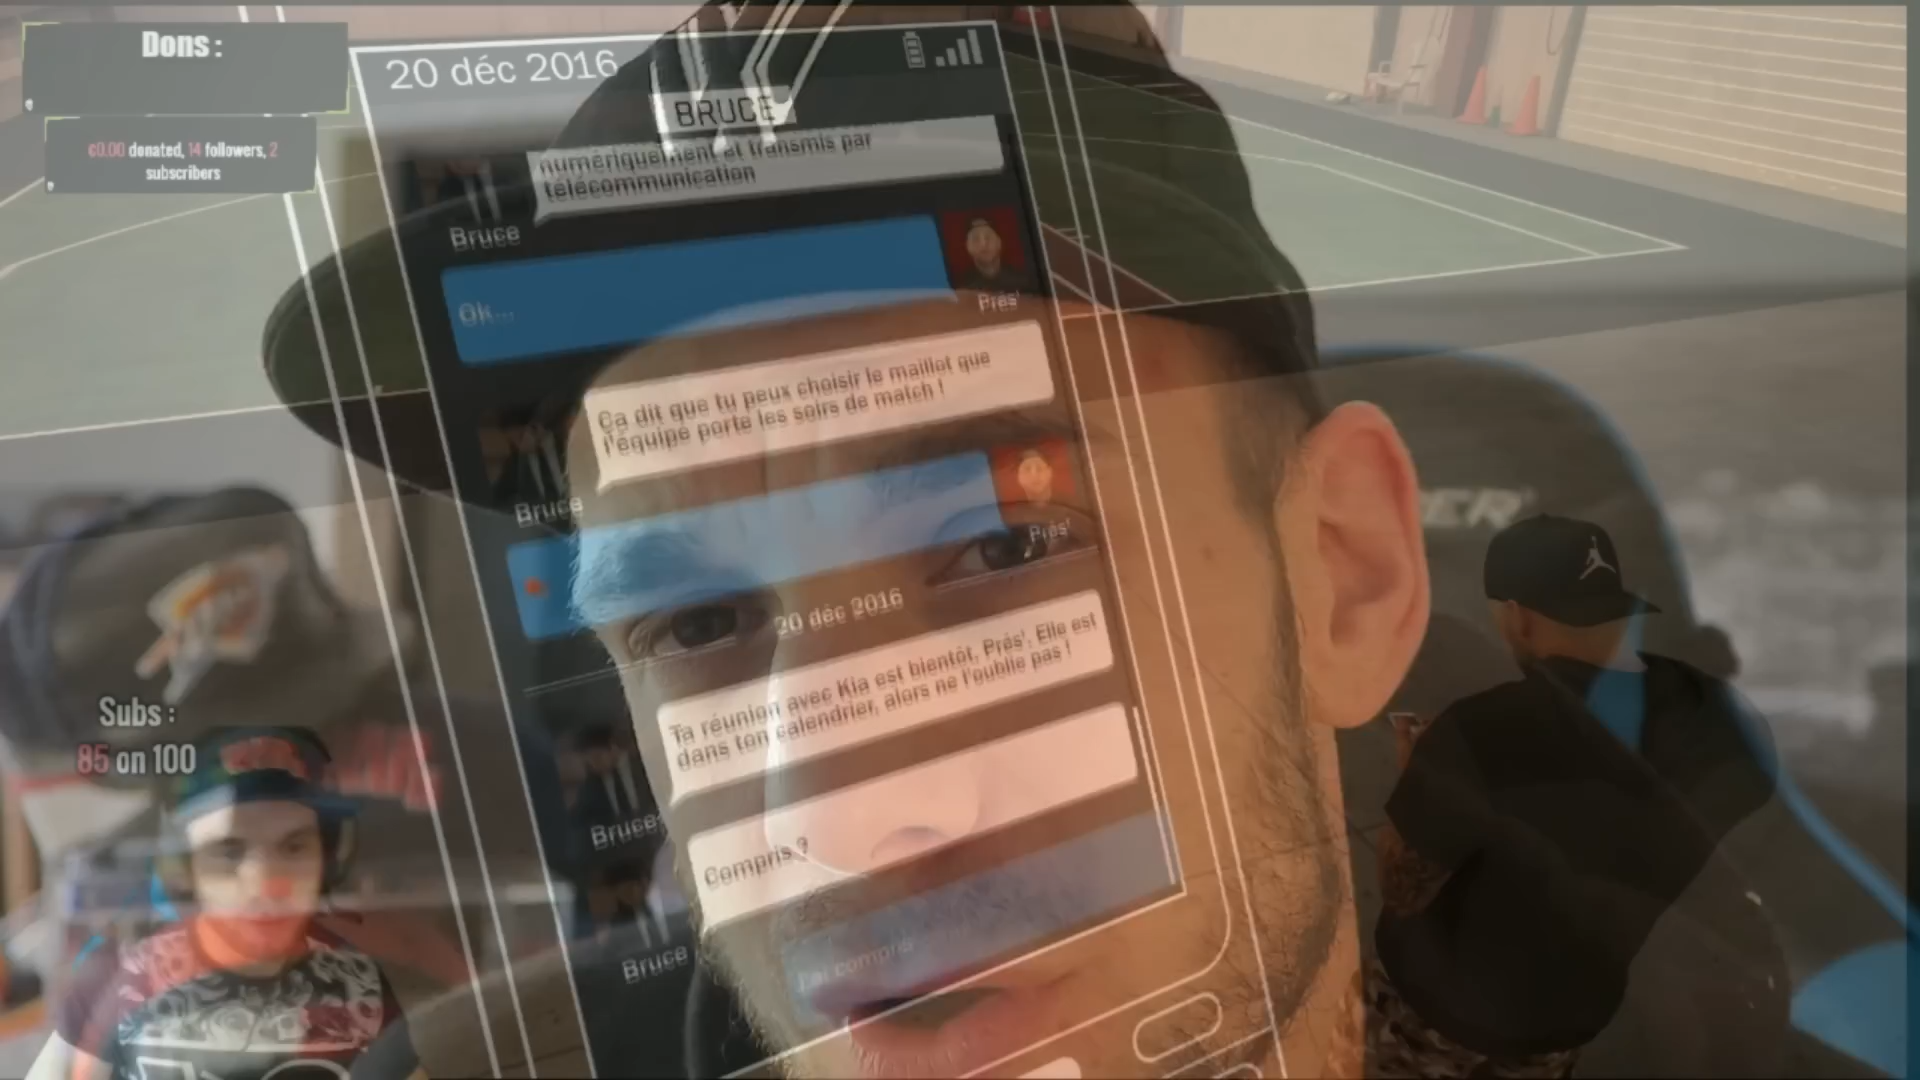 Dons :
€0.00 donated, 14 followers, 2
subscribers
20 déc 2016
BRUCE
numériquement et transmis par
télécommunication
Bruce
Ok...
Prés'
Ca dit que tu peux choisir le maillot que
l'équipe porte les soirs de match !
Bruce
Prés'
20 déc 2016
Ta réunion avec Kia est bientôt, Prés'. Elle est
dans ton calendrier, alors ne l'oublie pas !
Bruce
Compris ?
Bruce
J'ai compris
Subs :
85 on 100